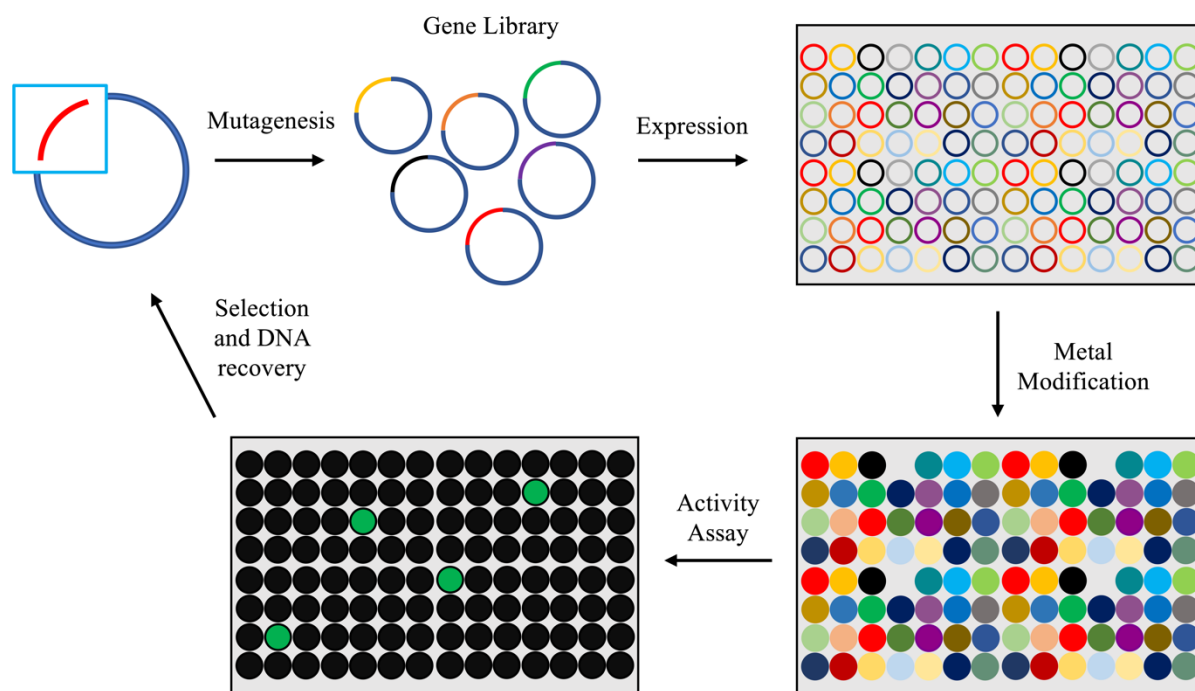 Gene Library
Mutagenesis
Expression
Selection
and DNA
recovery
Metal
Modification
Activity
Assay